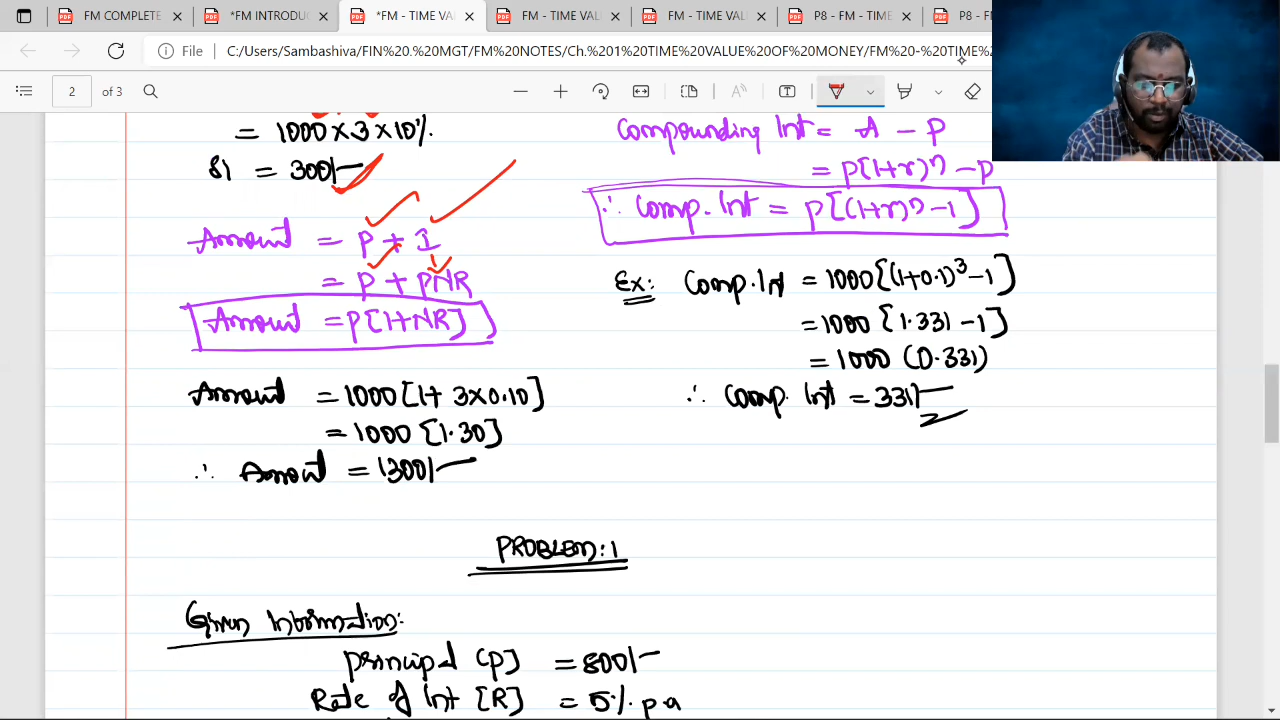 FM COMPLETE
*FM INTRODU
*FM - TIME VAL
FM - TIME VALU
FM - TIME VALU
P8 - FM - TIME
P8 - FM
File
C:/Users/Sambashiva/FIN%20.%20MGT/FM%20NOTES/Ch.%201%20TIME%20VALUE%20OF%20MONEY/FM%20-%20TIME%
2 of 3
= 1000 x 3 x 10%.
SI = 300/-
Amount = P + I
= P + PNR
Amount = P[1+NR]
Amount = 1000[1+ 3x0.10]
= 1000 [1.30]
∴ Amount = 1300/-
Compounding Int = A - P
= P(1+r)^n - P
∴ Comp. Int = P[(1+r)^n - 1]
Ex: Comp. Int = 1000[(1+0.1)³ - 1]
= 1000 [1.331 - 1]
= 1000 (0.331)
∴ Comp. Int = 331/-
PROBLEM: 1
Given Information:
Principal (P) = 800/-
Rate of Int [R] = 5% p.a